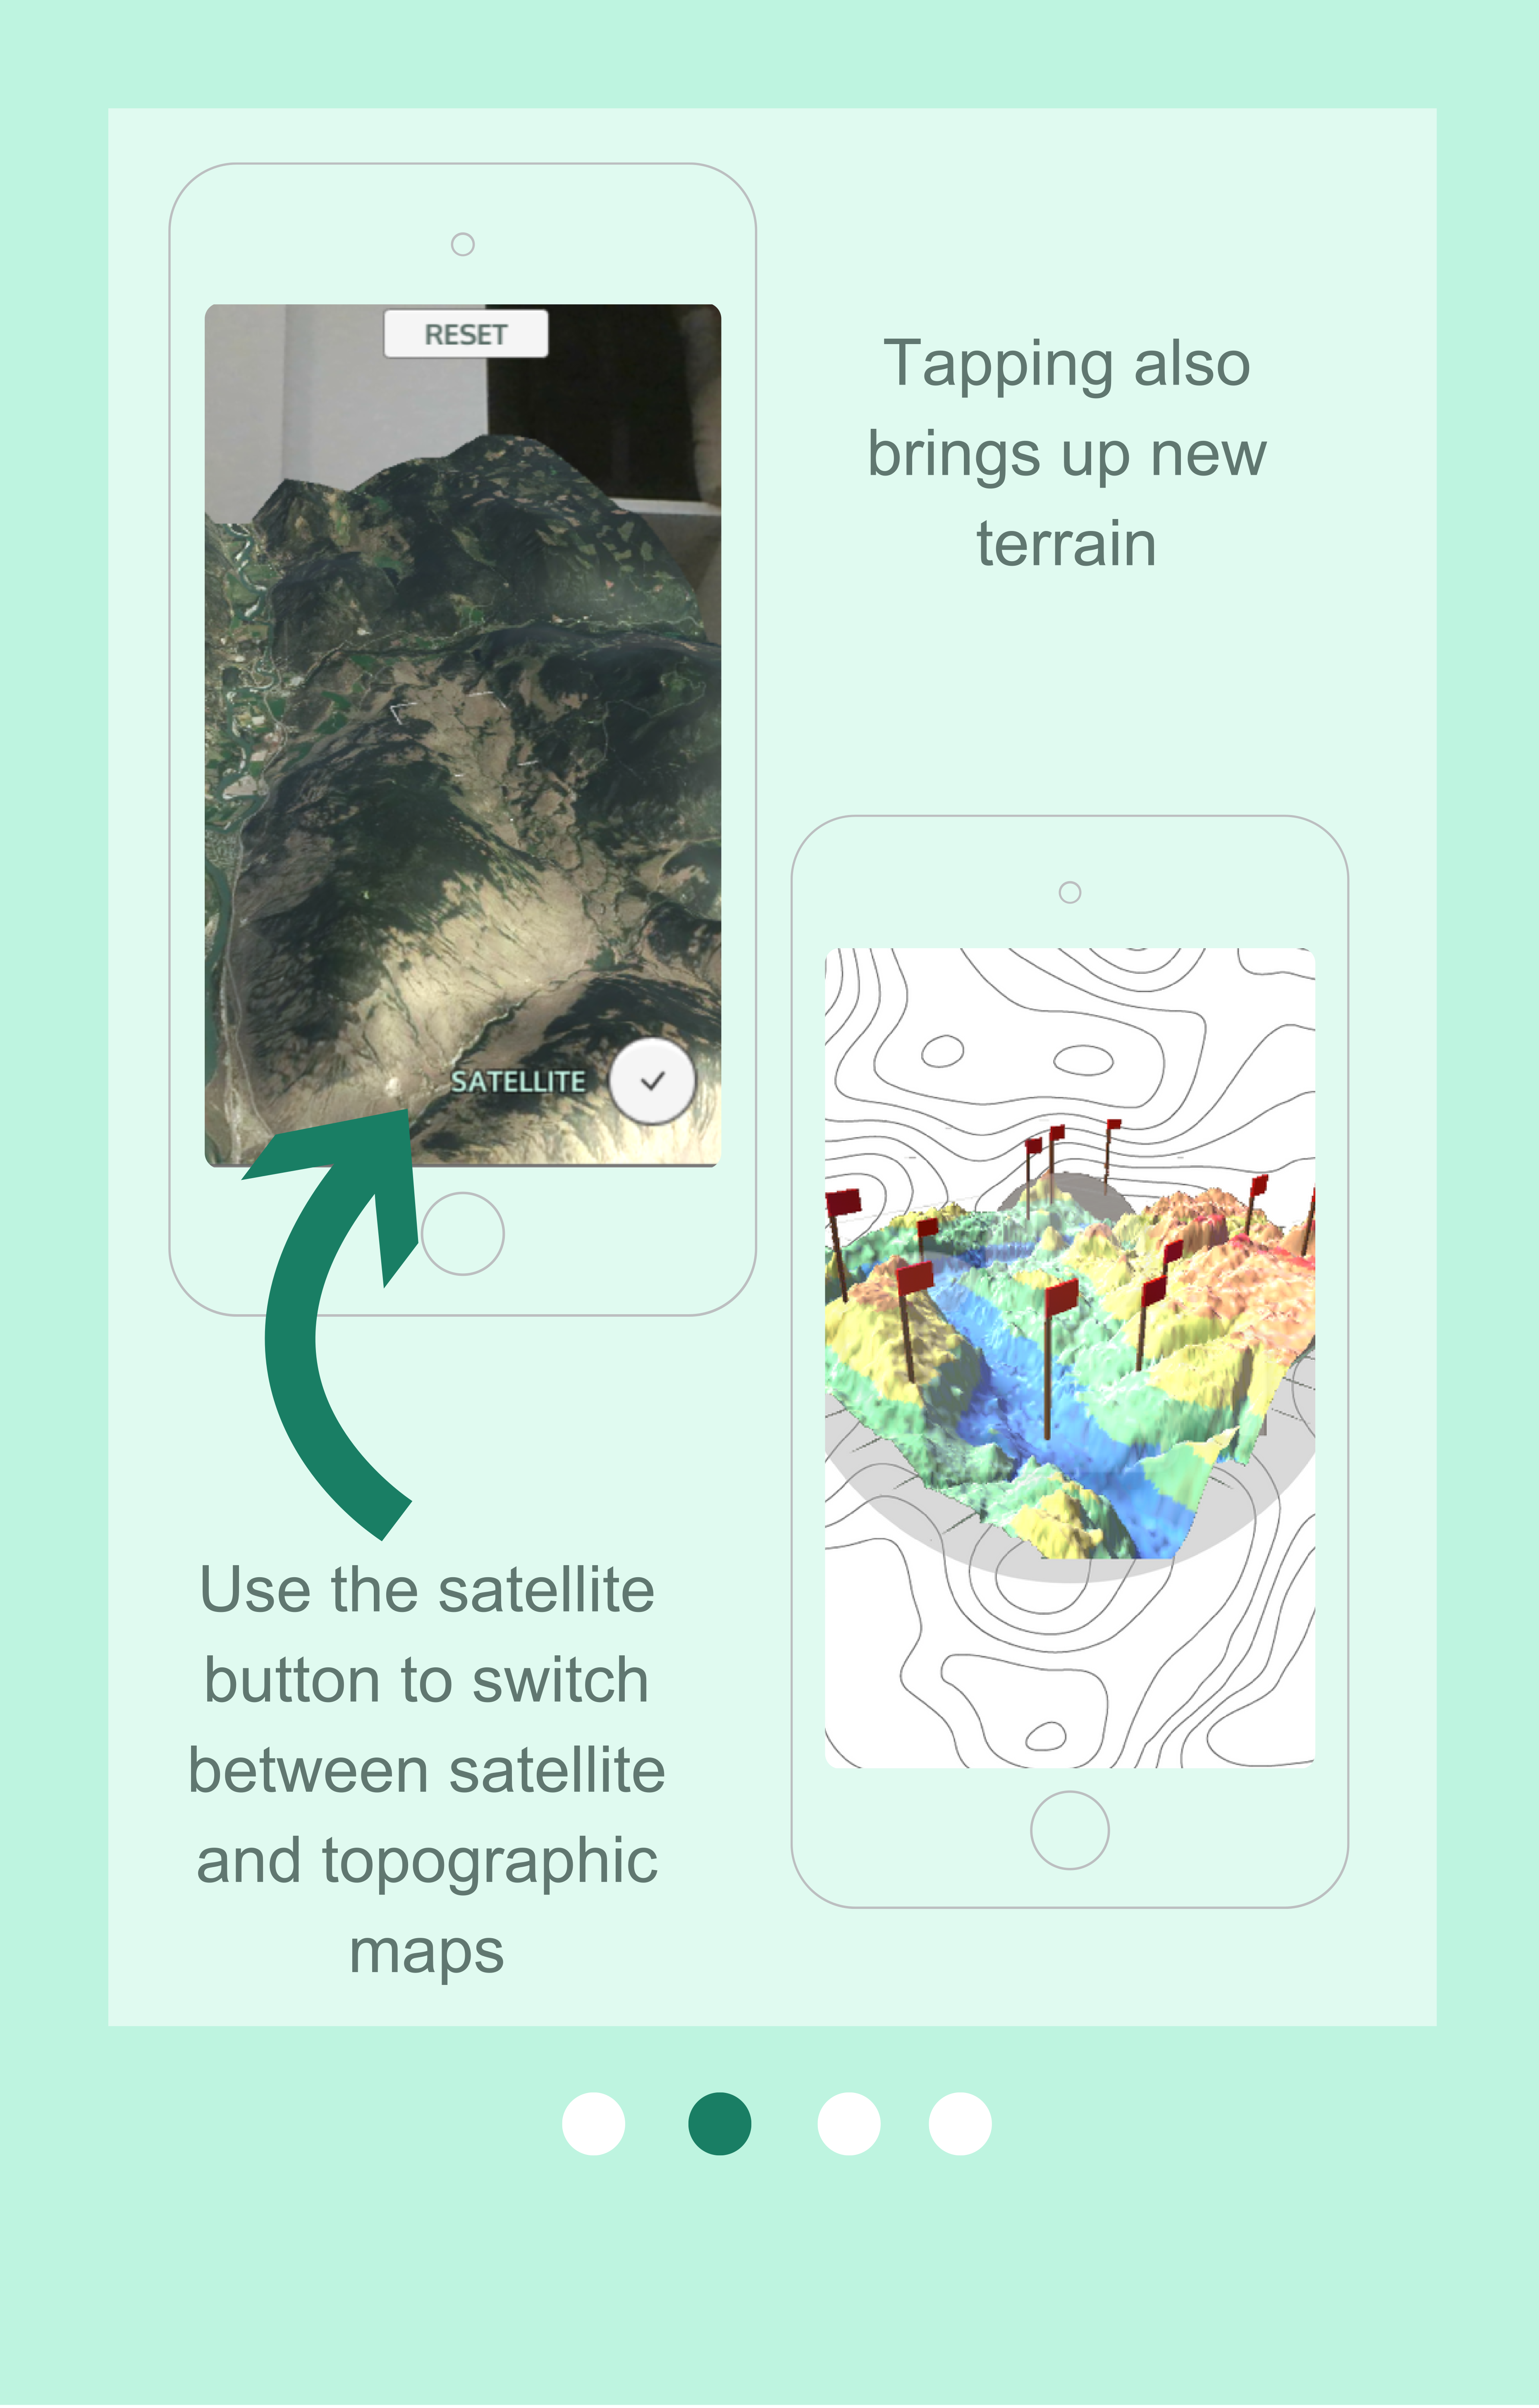 RESET
Tapping also
brings up new
terrain
SATELLITE
Use the satellite
button to switch
between satellite
and topographic
maps